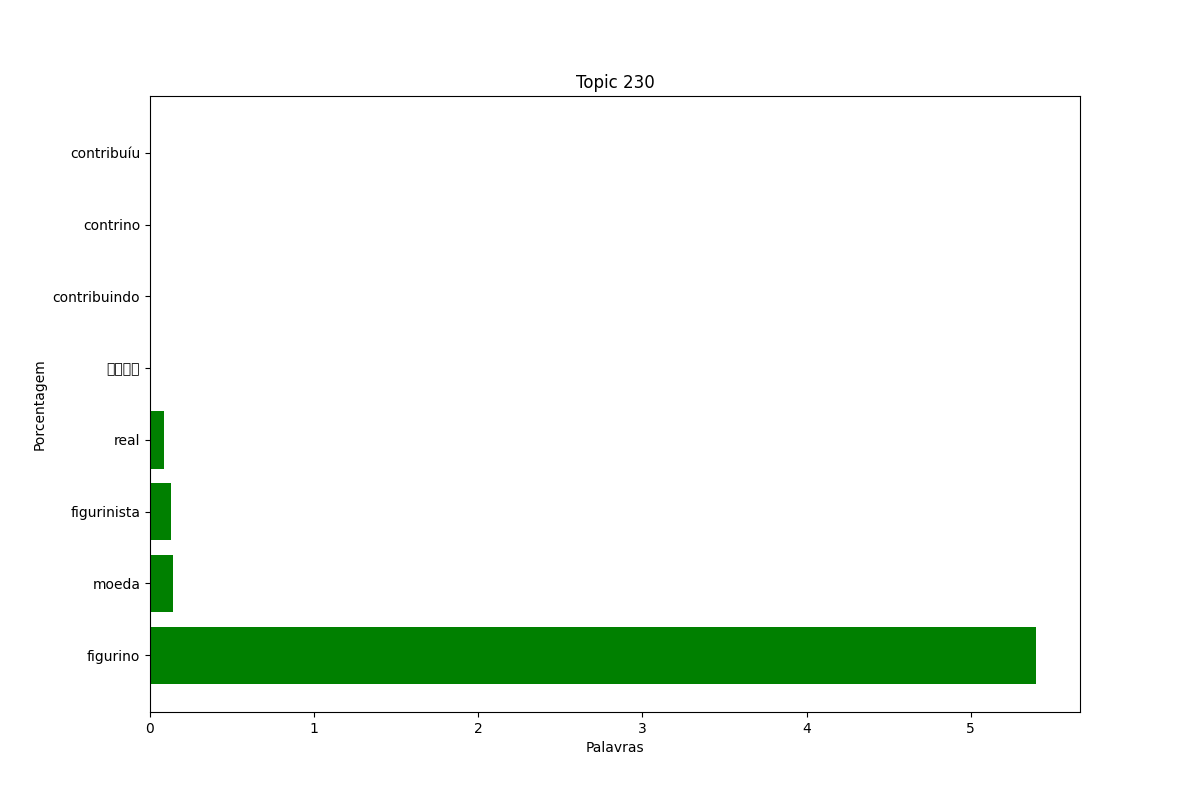 Topic 230
contribuíu
contrino
contribuindo
real
figurinista
moeda
figurino
Porcentagem
0 1 2 3 4 5
Palavras